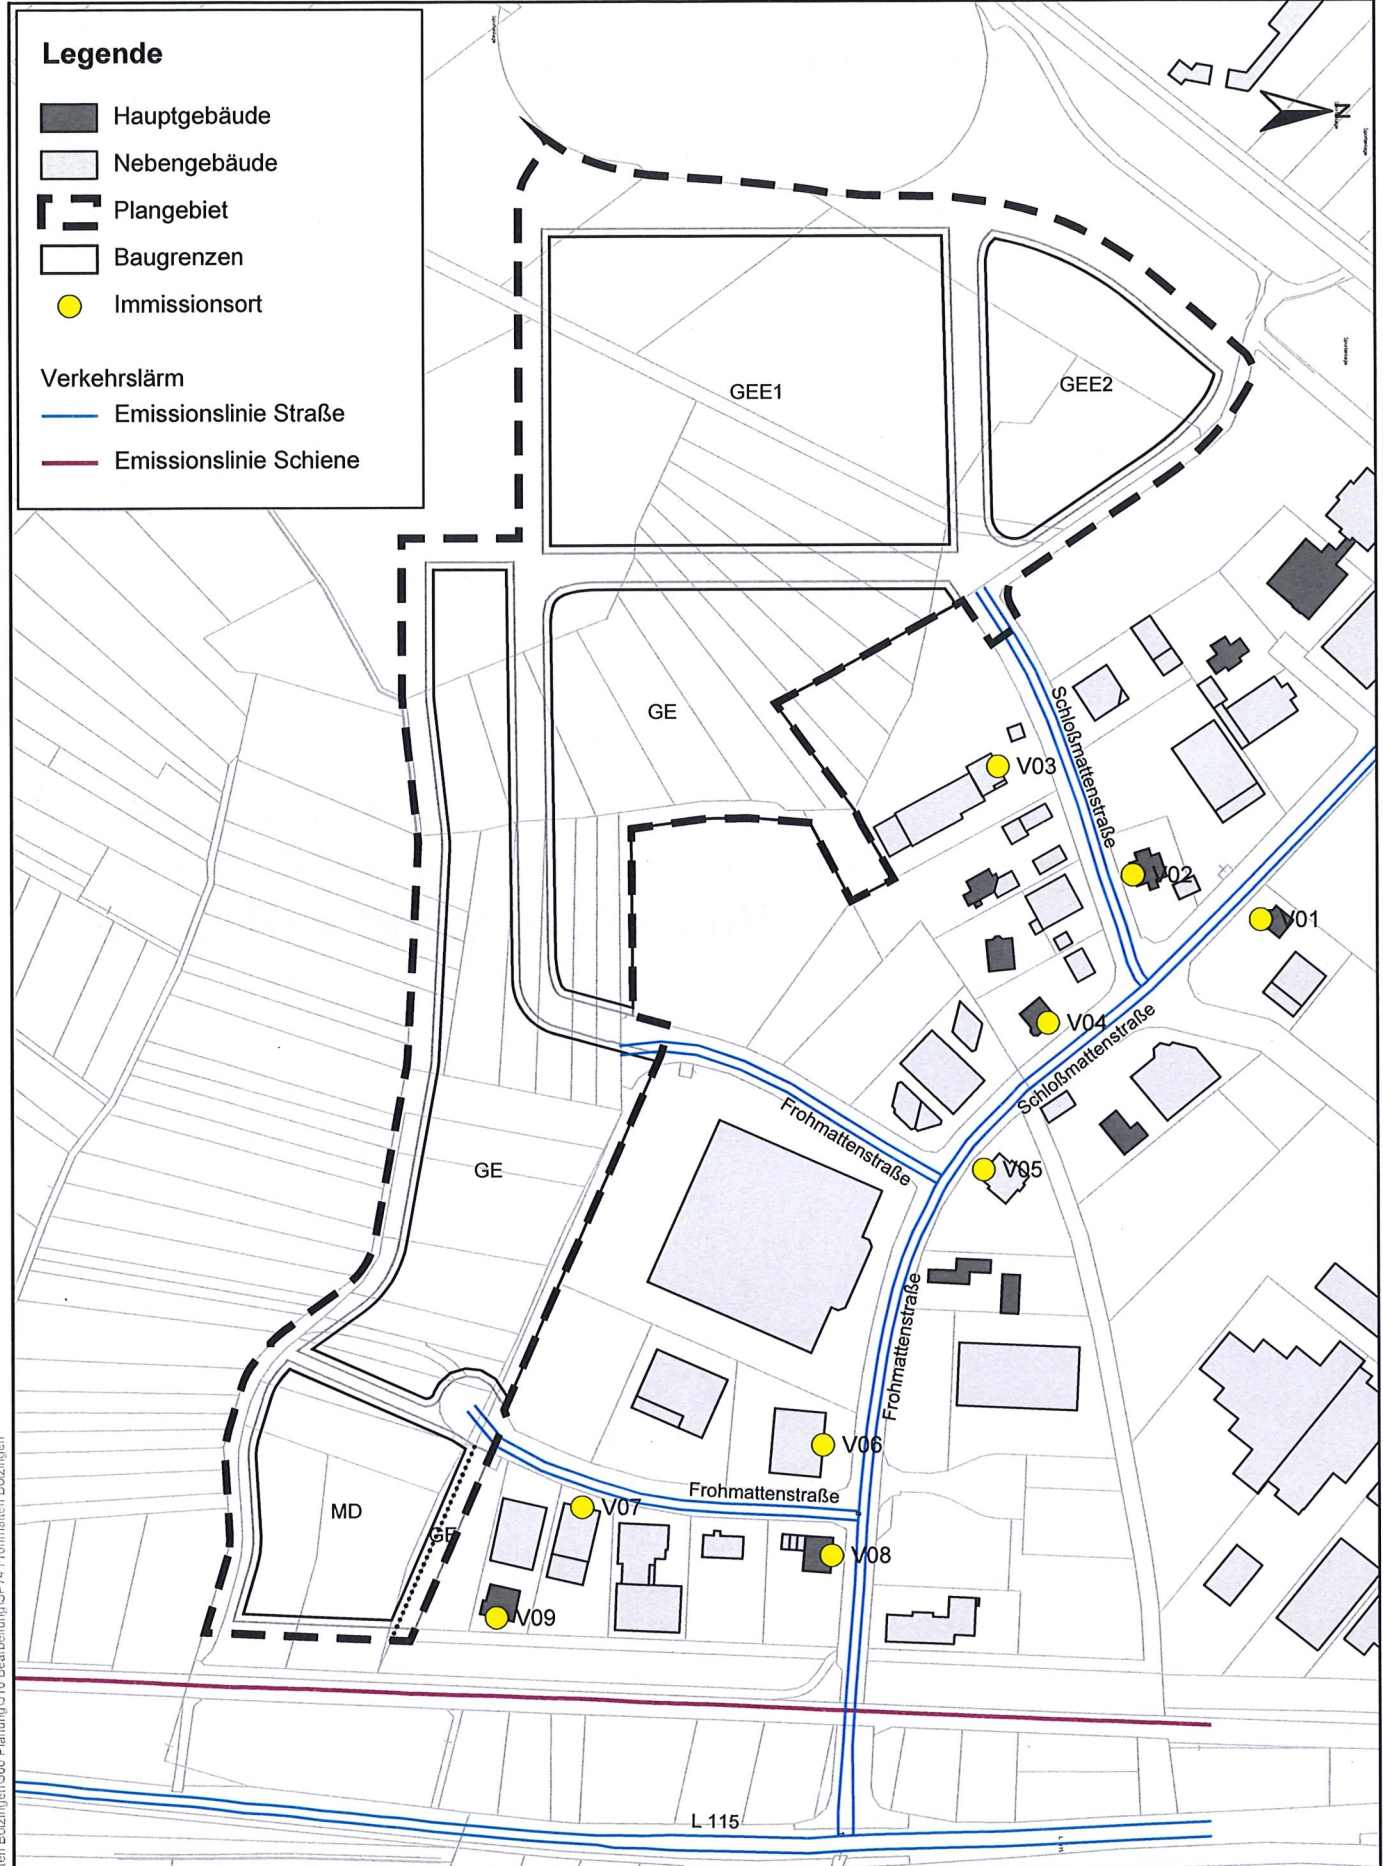 Legende
Hauptgebäude
Nebengebäude
Plangebiet
Baugrenzen
Immissionsort
Verkehrslärm
Emissionslinie Straße
Emissionslinie Schiene
N
GEE1
GEE2
GE
Schloßmattenstraße
V03
V02
V01
V04
Schloßmattenstraße
Frohmattenstraße
V05
GE
Frohmattenstraße
V06
Frohmattenstraße
MD
GE
V07
V08
V09
L 115